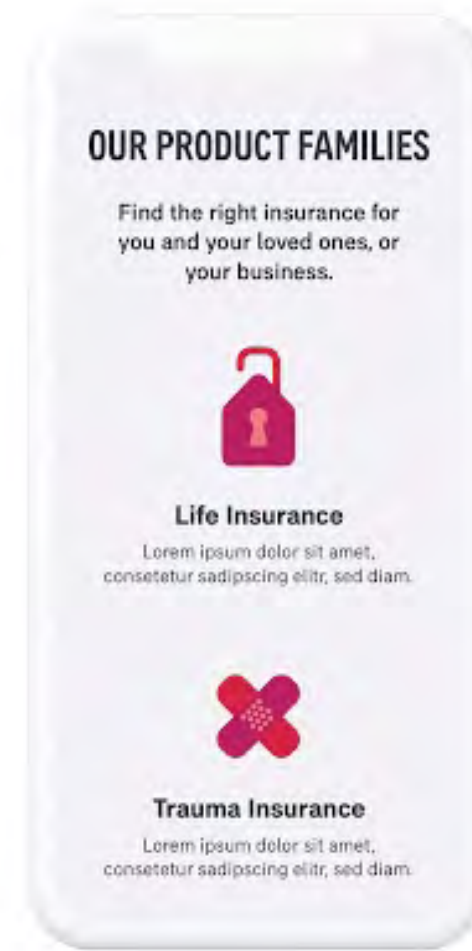 OUR PRODUCT FAMILIES
Find the right insurance for
you and your loved ones, or
your business.
Life Insurance
Lorem ipsum dolor sit amet,
consetetur sadipscing elitr, sed diam.
Trauma Insurance
Lorem ipsum dolor sit amet,
consetetur sadipscing elitr, sed diam.